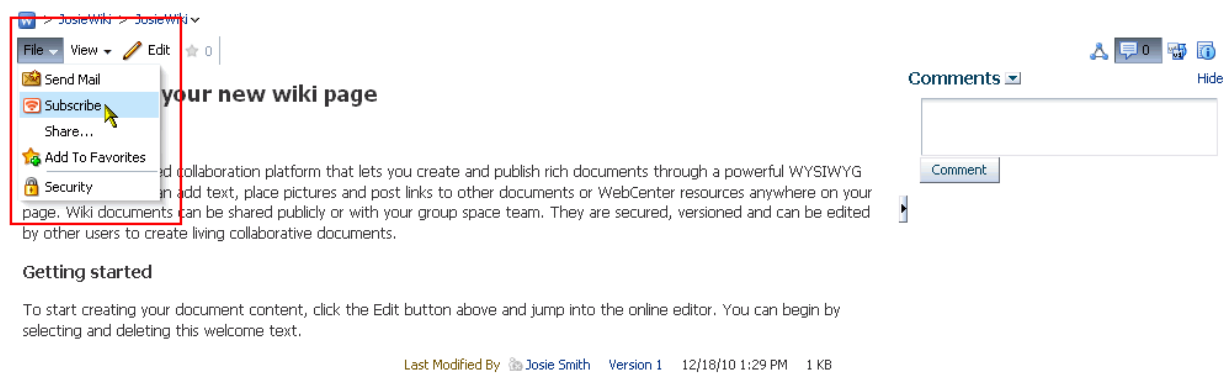 W > JosieWiki > JosieWiki
File View Edit 0
0
Send Mail
Subscribe
Share...
Add To Favorites
Security
Comments
Hide
Comment
your new wiki page
ed collaboration platform that lets you create and publish rich documents through a powerful WYSIWYG
an add text, place pictures and post links to other documents or WebCenter resources anywhere on your
page. Wiki documents can be shared publicly or with your group space team. They are secured, versioned and can be edited
by other users to create living collaborative documents.
Getting started
To start creating your document content, click the Edit button above and jump into the online editor. You can begin by
selecting and deleting this welcome text.
Last Modified By Josie Smith Version 1 12/18/10 1:29 PM 1 KB